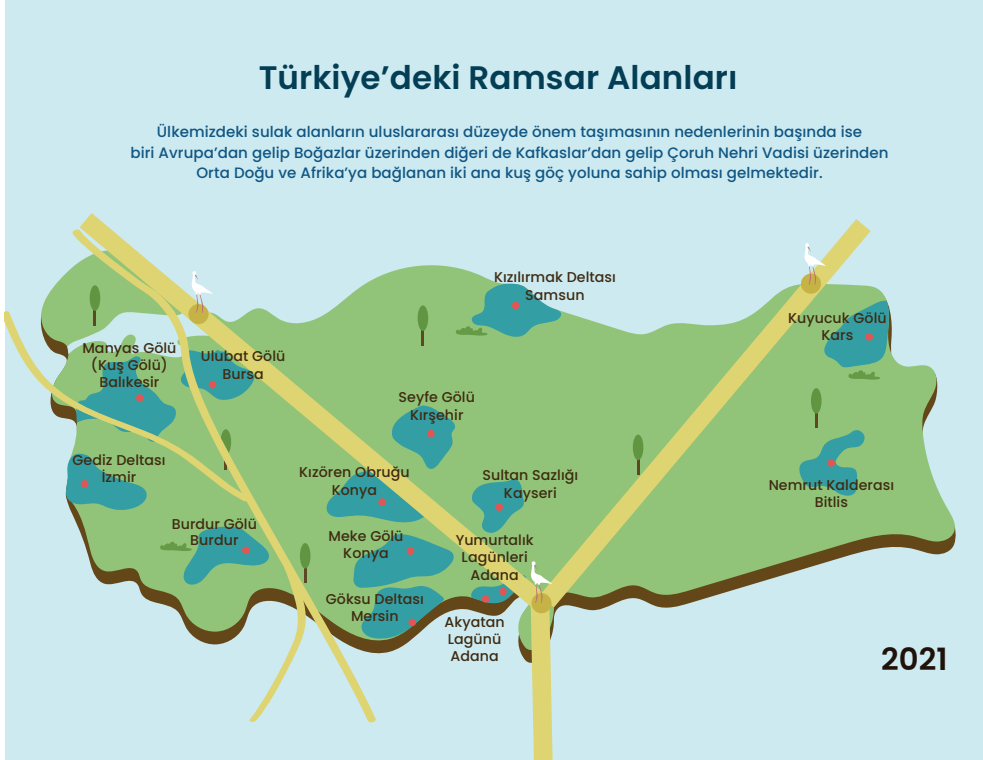 Türkiye’deki Ramsar Alanları
Ülkemizdeki sulak alanların uluslararası düzeyde önem taşımasının nedenlerinin başında ise
biri Avrupa’dan gelip Boğazlar üzerinden diğeri de Kafkaslar’dan gelip Çoruh Nehri Vadisi üzerinden
Orta Doğu ve Afrika’ya bağlanan iki ana kuş göç yoluna sahip olması gelmektedir.
Kızılırmak Deltası
Samsun
Kuyucuk Gölü
Kars
Manyas Gölü
(Kuş Gölü)
Balıkesir
Ulubat Gölü
Bursa
Seyfe Gölü
Kırşehir
Gediz Deltası
İzmir
Kızören Obruğu
Konya
Sultan Sazlığı
Kayseri
Nemrut Kalderası
Bitlis
Burdur Gölü
Burdur
Meke Gölü
Konya
Yumurtalık
Lagünleri
Adana
Göksu Deltası
Mersin
Akyatan
Lagünü
Adana
2021